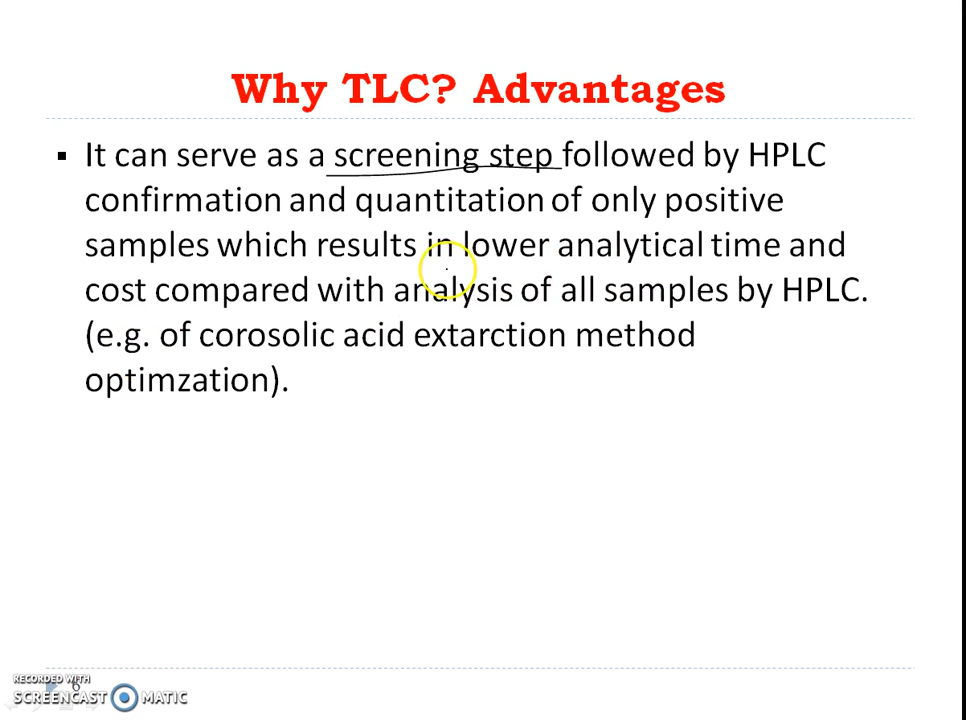 Why TLC? Advantages
▪ It can serve as a screening step followed by HPLC
confirmation and quantitation of only positive
samples which results in lower analytical time and
cost compared with analysis of all samples by HPLC.
(e.g. of corosolic acid extarction method
optimzation).
RECORDED WITH
6
SCREENCAST MATIC